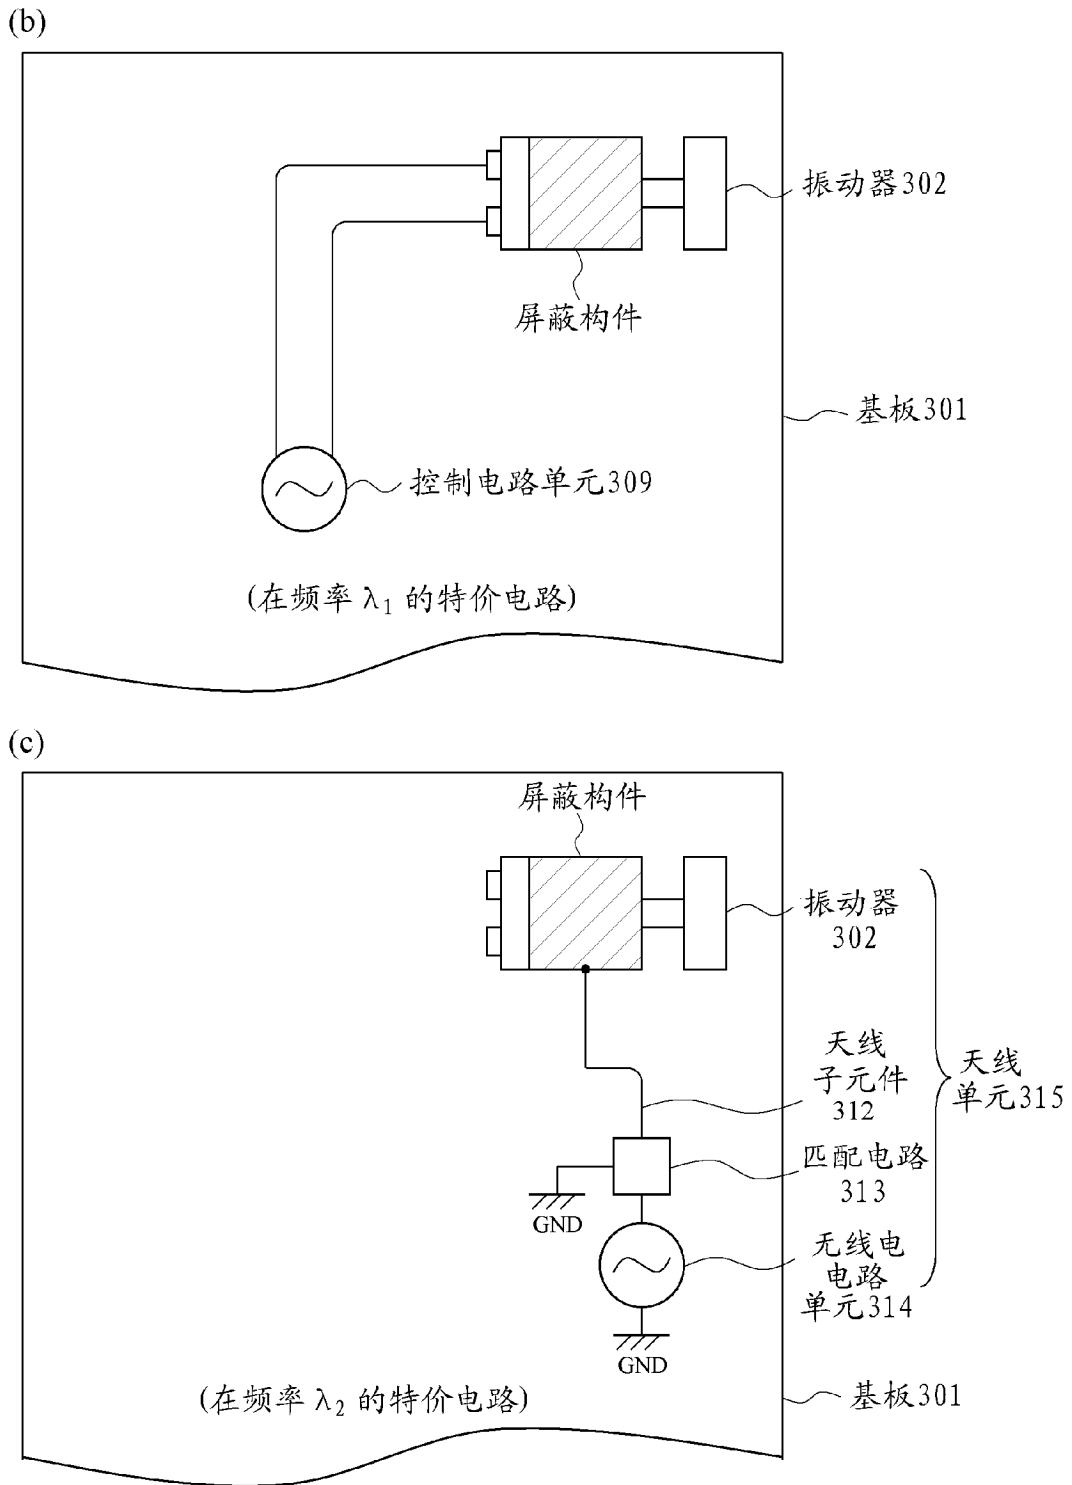 (b)
振动器302
屏蔽构件
基板301
控制电路单元309
(在频率 λ₁ 的特价电路)
(c)
屏蔽构件
振动器
302
天线
子元件
312
天线
单元315
匹配电路
313
GND
无线电
电路
单元314
GND
(在频率 λ₂ 的特价电路)
基板301